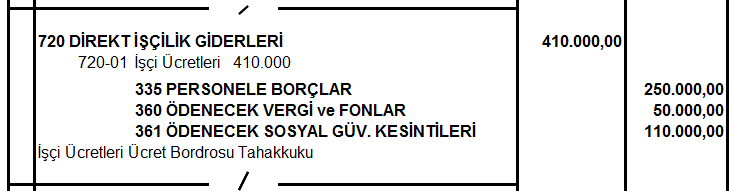 720 DİREKT İŞÇİLİK GİDERLERİ 410.000,00
720-01 İşçi Ücretleri 410.000
335 PERSONELE BORÇLAR 250.000,00
360 ÖDENECEK VERGİ ve FONLAR 50.000,00
361 ÖDENECEK SOSYAL GÜV. KESİNTİLERİ 110.000,00
İşçi Ücretleri Ücret Bordrosu Tahakkuku